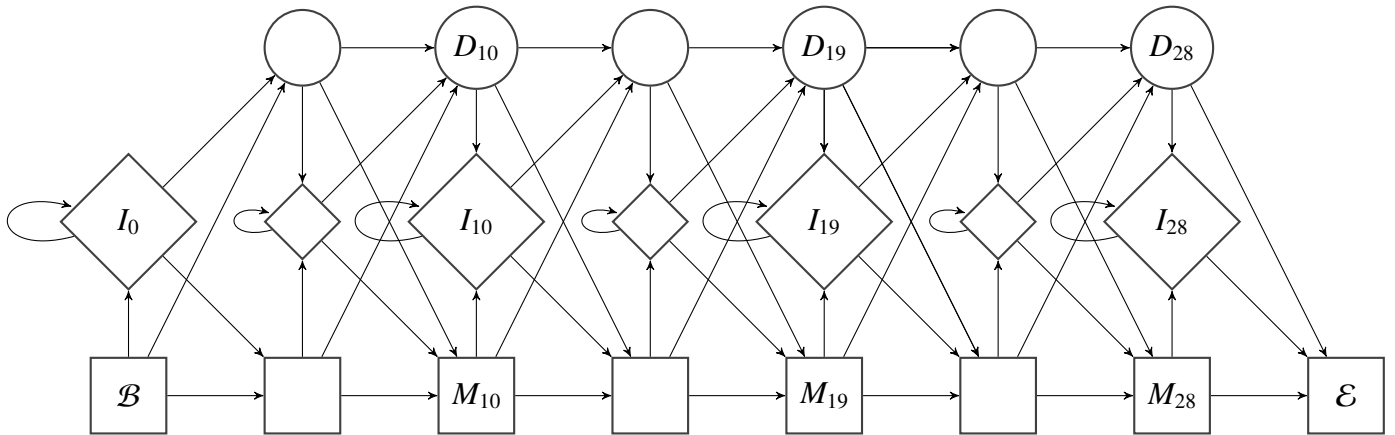 D₁₀ D₁₉ D₂₈
I₀ I₁₀ I₁₉ I₂₈
ℬ M₁₀ M₁₉ M₂₈ ℰ